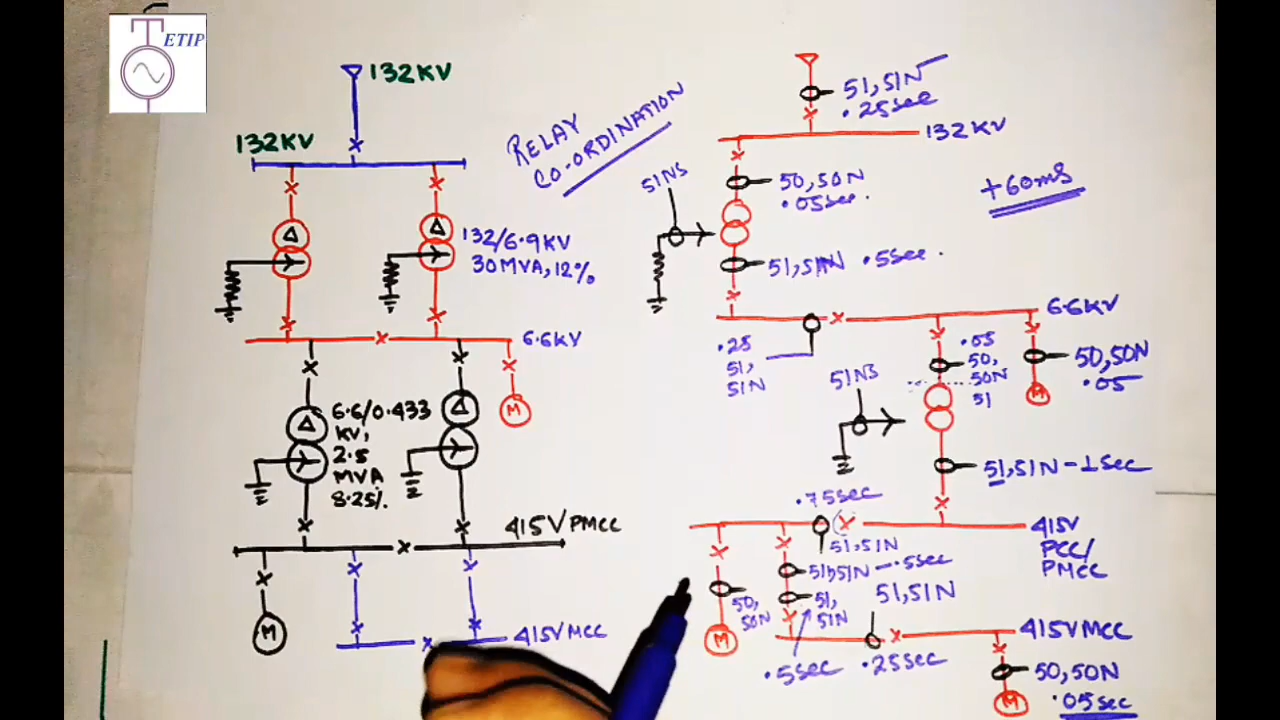 ETIP
132KV
132KV
RELAY
CO-ORDINATION
132/6.9KV
30MVA, 12%
6.6KV
M
6.6/0.433
KV,
2.5
MVA
8.25%.
415V PMCC
M
415V MCC
51, 51N
.25sec
132KV
+60ms
51NS
50, 50N
.05sec.
51, 51N .5sec.
6.6KV
.25
51,
51N
.05
50,
50N
51
50, 50N
.05
M
51NS
51, 51N - 1sec
.75sec
415V
PCC/
PMCC
51, 51N
51, 51N - .5sec
50,
50N
51,
51N
51, 51N
M
415V MCC
.5sec
.25sec
50, 50N
.05sec
M